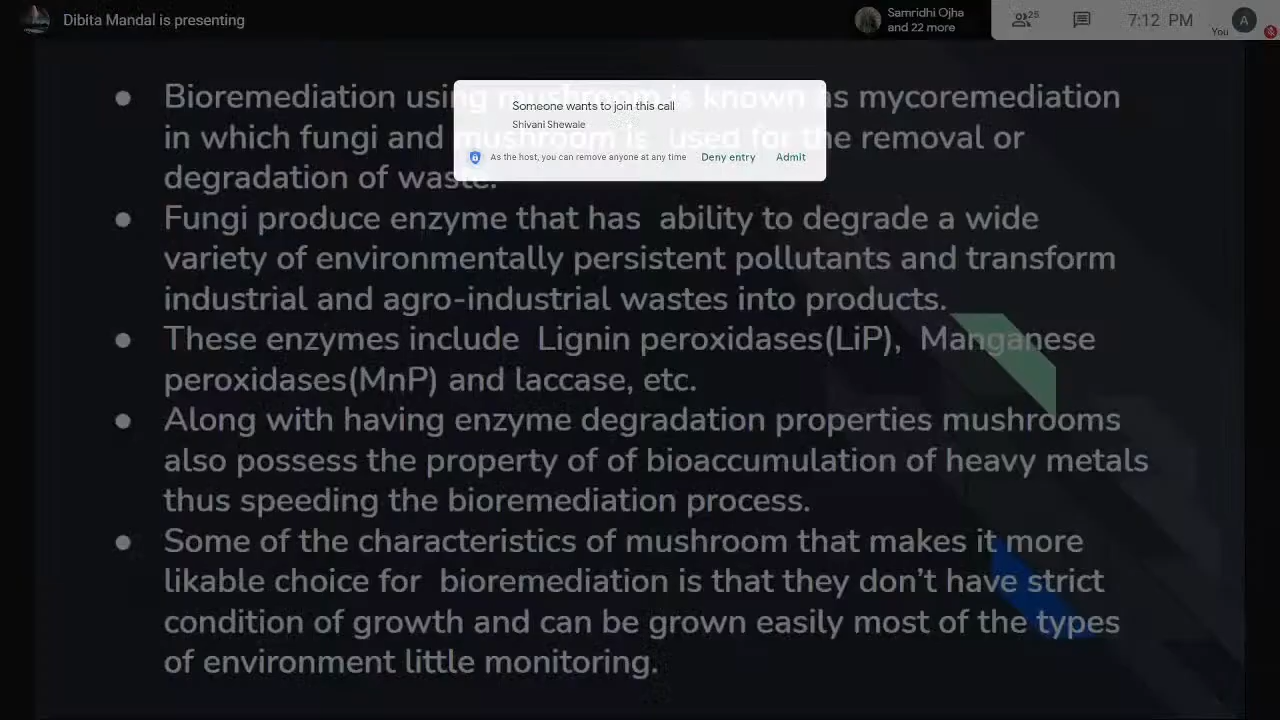 Dibita Mandal is presenting
Samridhi Ojha
and 22 more
25
7:12 PM
You
A
Someone wants to join this call
Shivani Shewale
As the host, you can remove anyone at any time
Deny entry
Admit
• Bioremediation using mushroom is known as mycoremediation
in which fungi and mushroom is used for the removal or
degradation of waste.
• Fungi produce enzyme that has ability to degrade a wide
variety of environmentally persistent pollutants and transform
industrial and agro-industrial wastes into products.
• These enzymes include Lignin peroxidases(LiP), Manganese
peroxidases(MnP) and laccase, etc.
• Along with having enzyme degradation properties mushrooms
also possess the property of of bioaccumulation of heavy metals
thus speeding the bioremediation process.
• Some of the characteristics of mushroom that makes it more
likable choice for bioremediation is that they don't have strict
condition of growth and can be grown easily most of the types
of environment little monitoring.